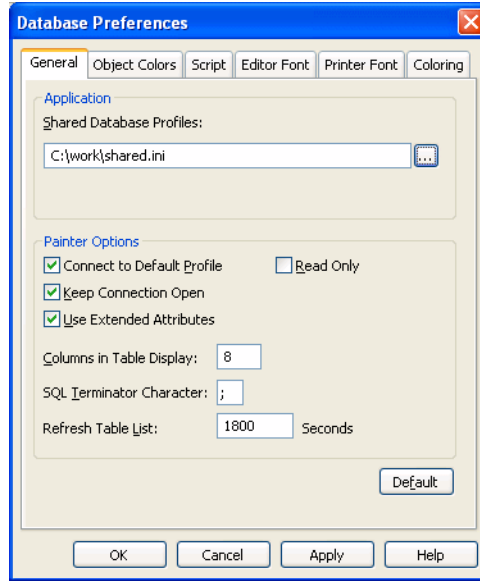 Database Preferences
General Object Colors Script Editor Font Printer Font Coloring
Application
Shared Database Profiles:
C:\work\shared.ini ...
Painter Options
Connect to Default Profile Read Only
Keep Connection Open
Use Extended Attributes
Columns in Table Display: 8
SQL Terminator Character: ;
Refresh Table List: 1800 Seconds
Default
OK Cancel Apply Help